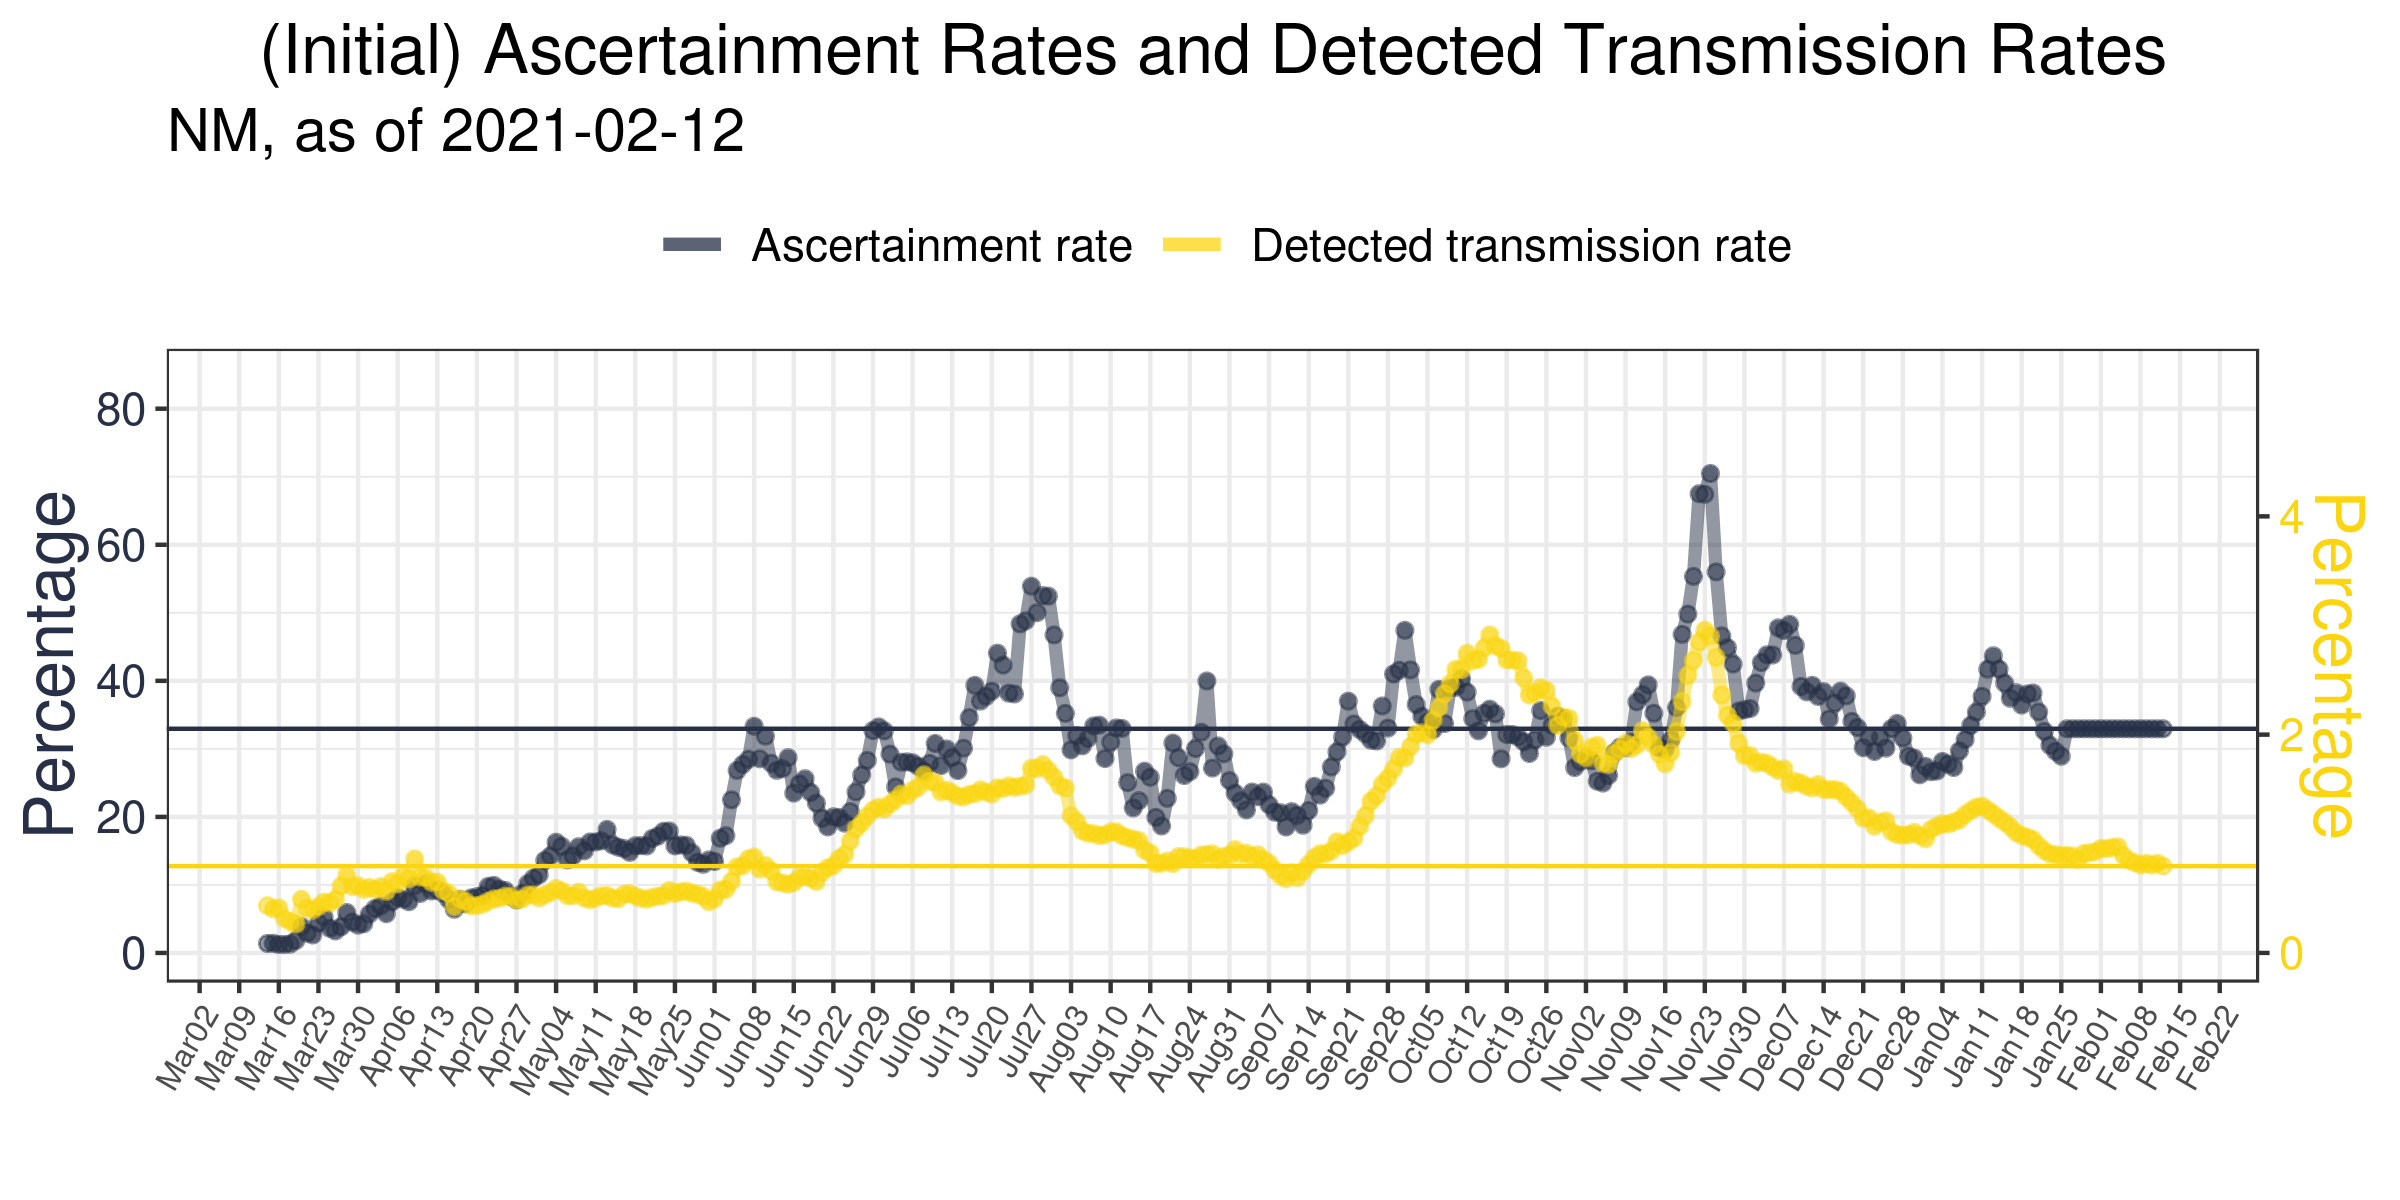 (Initial) Ascertainment Rates and Detected Transmission Rates
NM, as of 2021-02-12
Ascertainment rate
Detected transmission rate
Percentage
80
60
40
20
0
4
2
0
Percentage
Mar02
Mar09
Mar16
Mar23
Mar30
Apr06
Apr13
Apr20
Apr27
May04
May11
May18
May25
Jun01
Jun08
Jun15
Jun22
Jun29
Jul06
Jul13
Jul20
Jul27
Aug03
Aug10
Aug17
Aug24
Aug31
Sep07
Sep14
Sep21
Sep28
Oct05
Oct12
Oct19
Oct26
Nov02
Nov09
Nov16
Nov23
Nov30
Dec07
Dec14
Dec21
Dec28
Jan04
Jan11
Jan18
Jan25
Feb01
Feb08
Feb15
Feb22